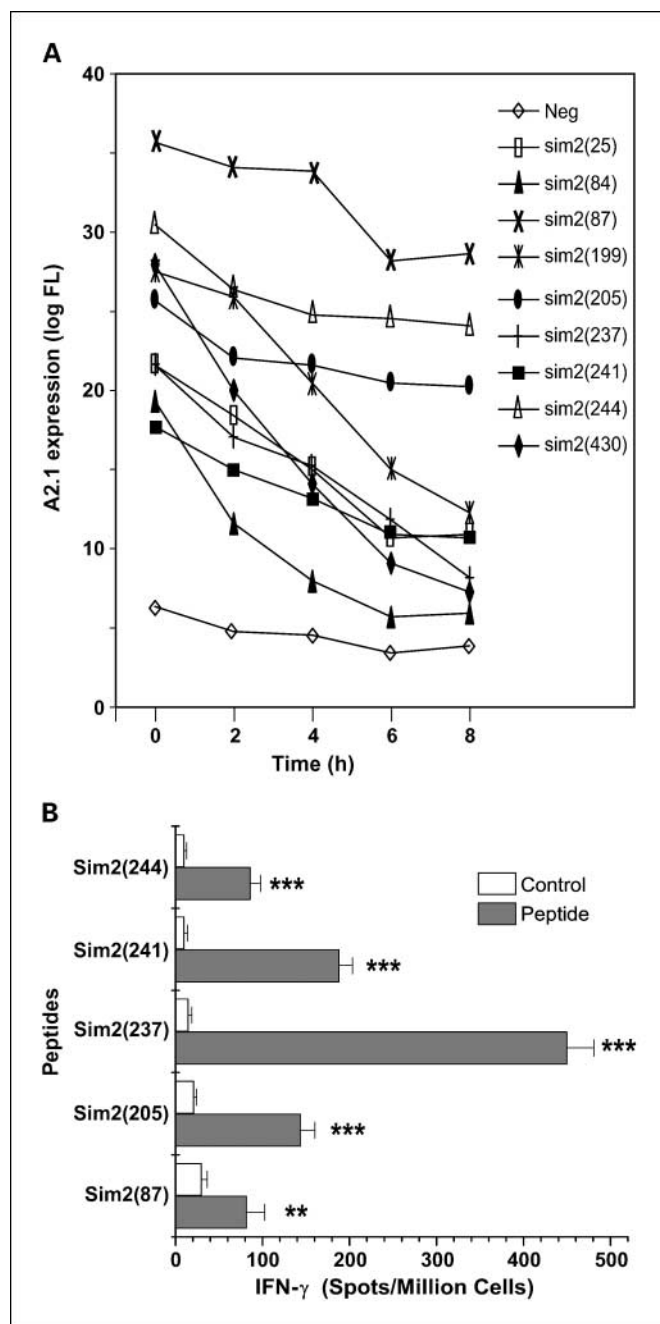 A
40
30
20
10
0
A2.1 expression (log FL)
0 2 4 6 8
Time (h)
Neg
sim2(25)
sim2(84)
sim2(87)
sim2(199)
sim2(205)
sim2(237)
sim2(241)
sim2(244)
sim2(430)
B
Peptides
Sim2(244)
***
Sim2(241)
***
Sim2(237)
***
Sim2(205)
***
Sim2(87)
**
Control
Peptide
0 100 200 300 400 500
IFN-γ (Spots/Million Cells)